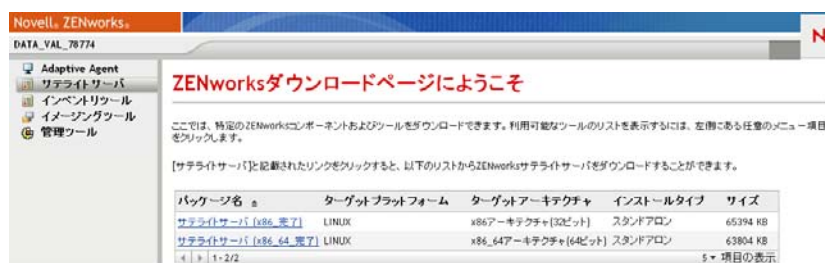 Novell® ZENworks®
N
DATA_VAL_78774
Adaptive Agent
サテライトサーバ
インベントリツール
イメージングツール
管理ツール
ZENworksダウンロードページにようこそ
ここでは、特定のZENworksコンポーネントおよびツールをダウンロードできます。利用可能なツールのリストを表示するには、左側にある任意のメニュー項目
をクリックします。
[サテライトサーバ]と記載されたリンクをクリックすると、以下のリストからZENworksサテライトサーバをダウンロードすることができます。
パッケージ名 ターゲットプラットフォーム ターゲットアーキテクチャ インストールタイプ サイズ
サテライトサーバ (x86_完了) LINUX x86アーキテクチャ(32ビット) スタンドアロン 65394 KB
サテライトサーバ (x86_64_完了) LINUX x86_64アーキテクチャ(64ビット) スタンドアロン 63804 KB
1-2/2 5 項目の表示